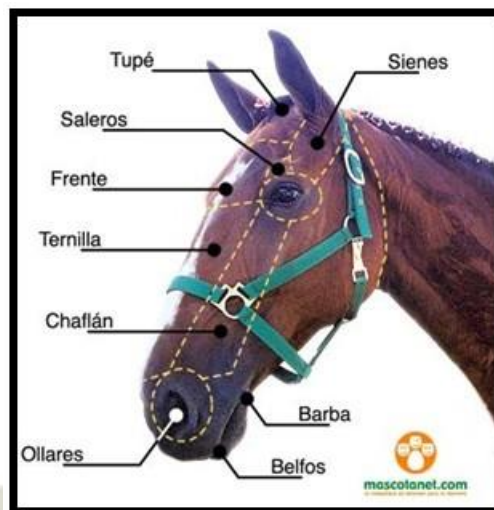 Tupé
Sienes
Saleros
Frente
Ternilla
Chaflán
Barba
Ollares
Belfos
mascotanet.com